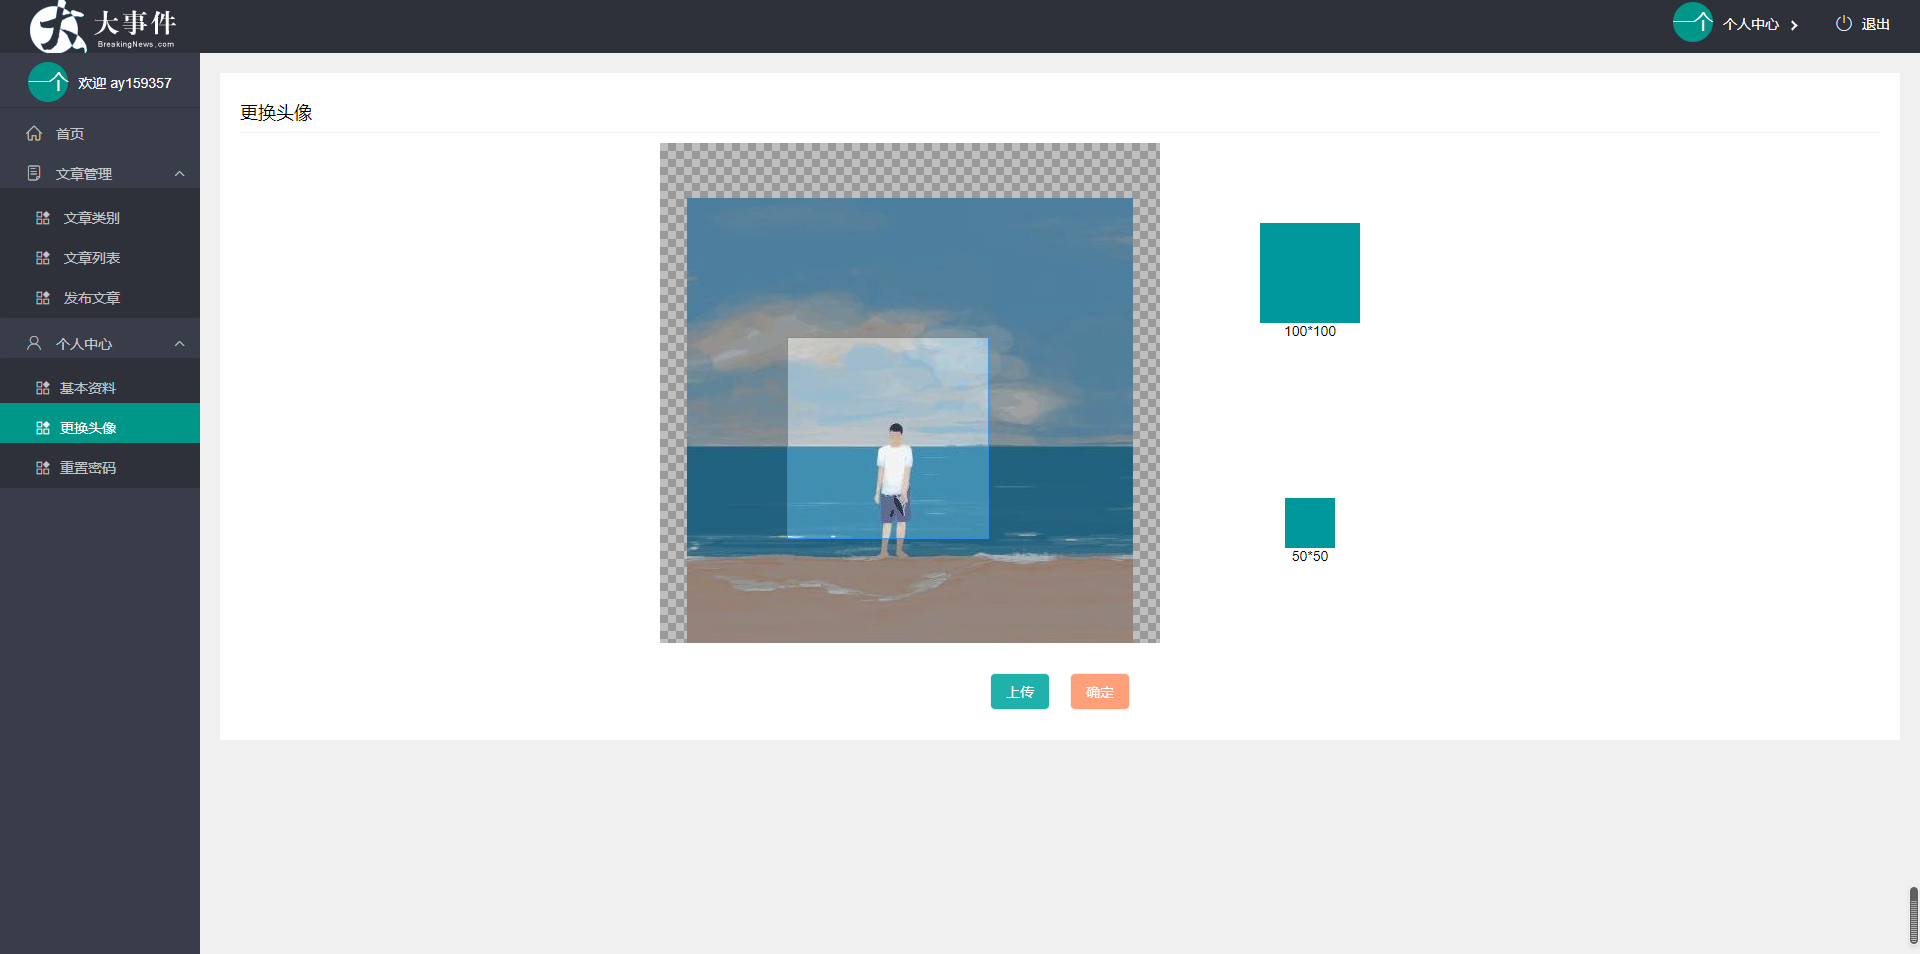 大事件
BreakingNews.com
一个 个人中心
退出
一个 欢迎 ay159357
首页
文章管理
文章类别
文章列表
发布文章
个人中心
基本资料
更换头像
重置密码
更换头像
100*100
50*50
上传
确定